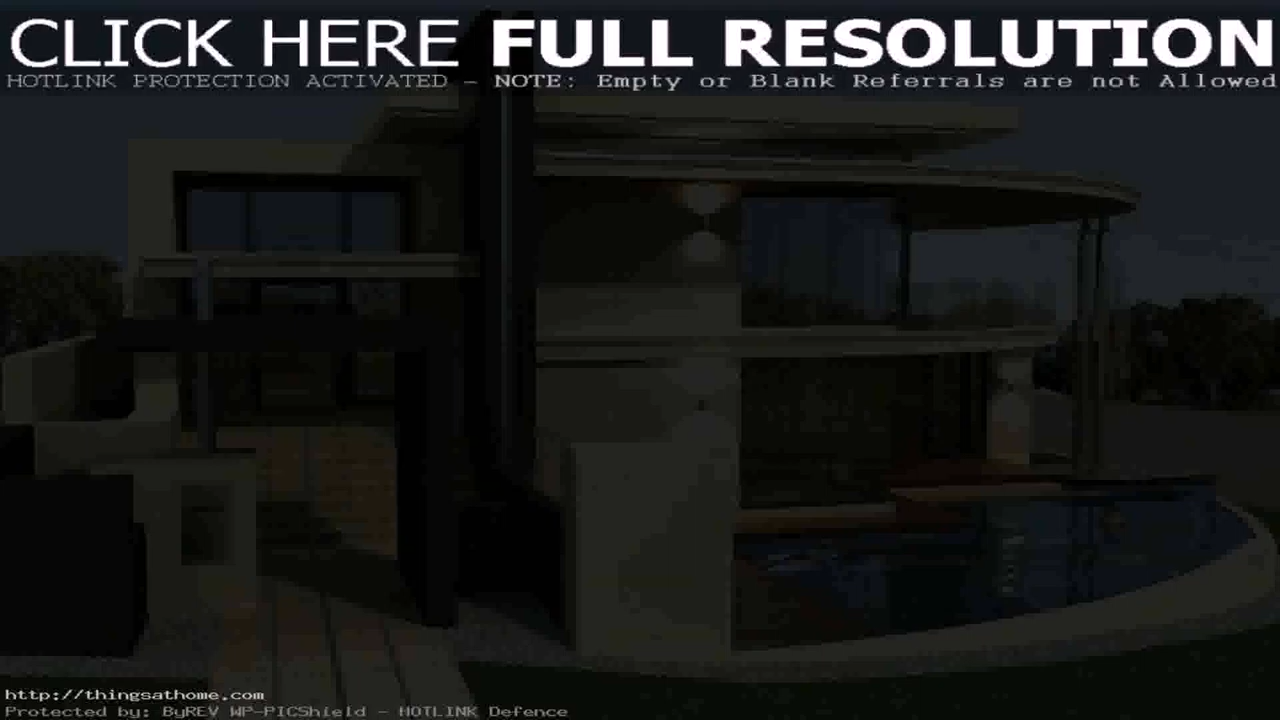 CLICK HERE FULL RESOLUTION
HOTLINK PROTECTION ACTIVATED - NOTE: Empty or Blank Referrals are not Allowed
http://thingsathome.com
Protected by: ByREV WP-PICShield - HOTLINK Defence